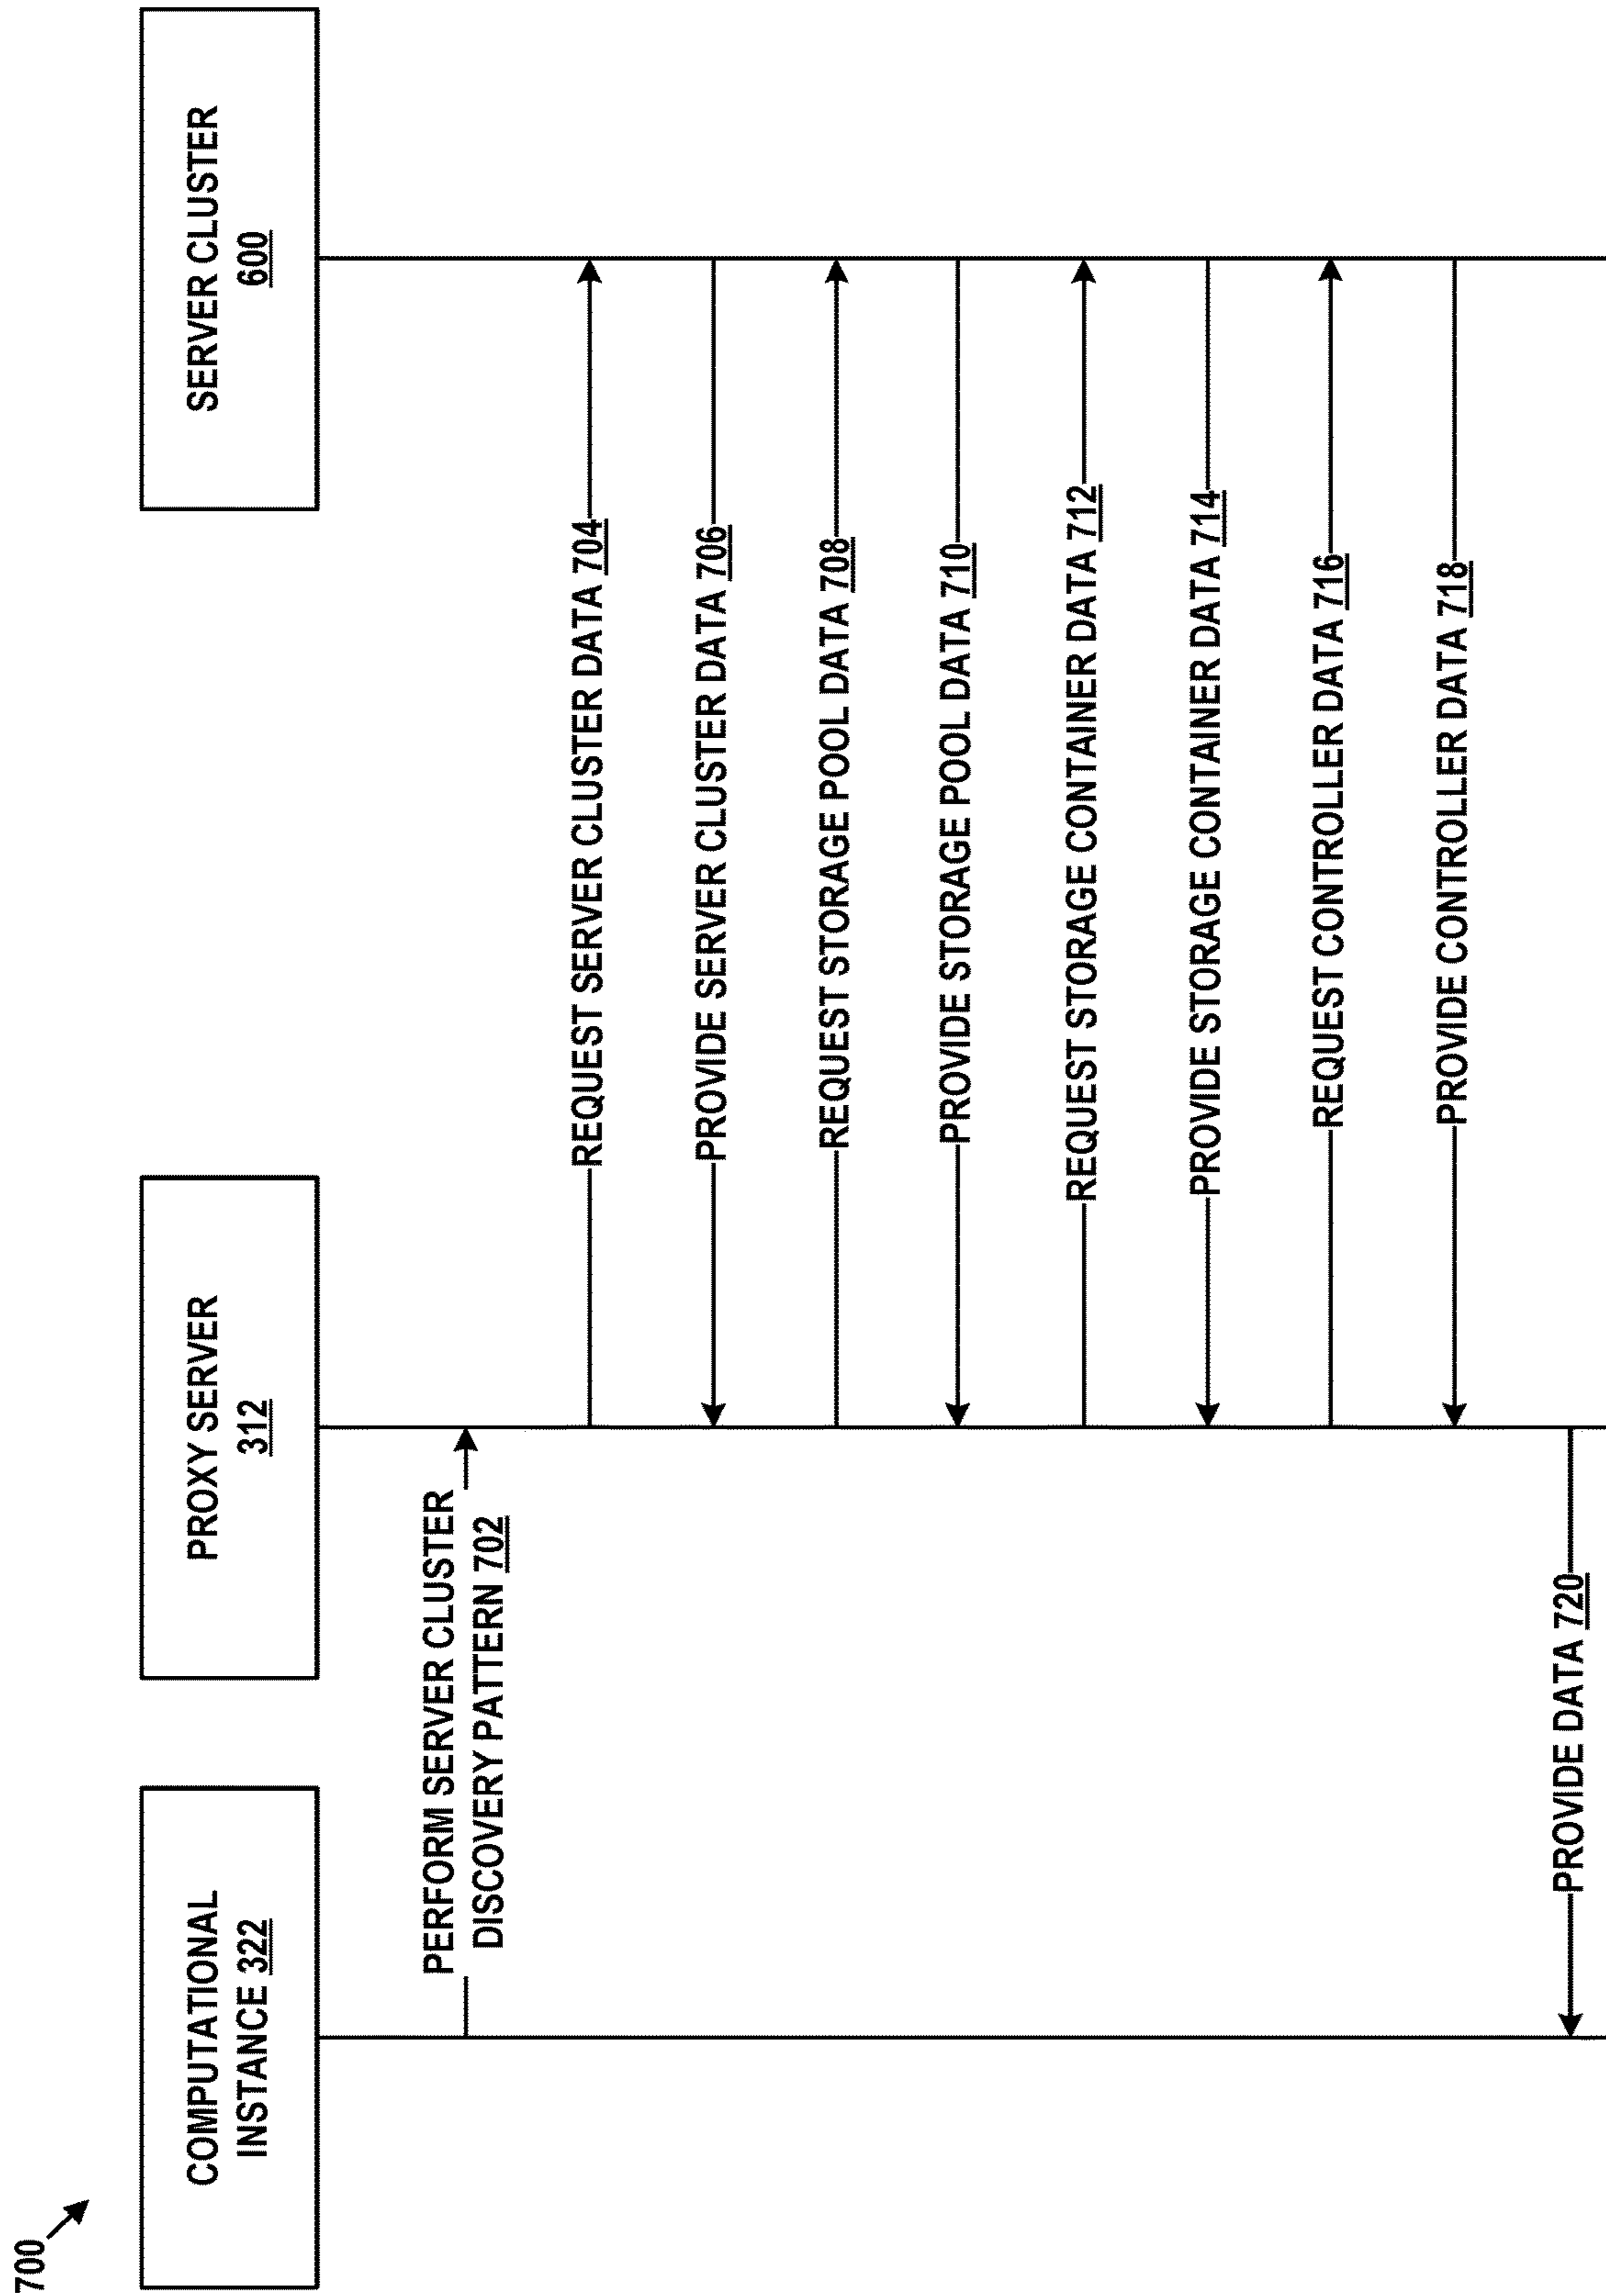 700
COMPUTATIONAL
INSTANCE 322
PROXY SERVER
312
SERVER CLUSTER
600
PERFORM SERVER CLUSTER
DISCOVERY PATTERN 702
REQUEST SERVER CLUSTER DATA 704
PROVIDE SERVER CLUSTER DATA 706
REQUEST STORAGE POOL DATA 708
PROVIDE STORAGE POOL DATA 710
REQUEST STORAGE CONTAINER DATA 712
PROVIDE STORAGE CONTAINER DATA 714
REQUEST CONTROLLER DATA 716
PROVIDE CONTROLLER DATA 718
PROVIDE DATA 720